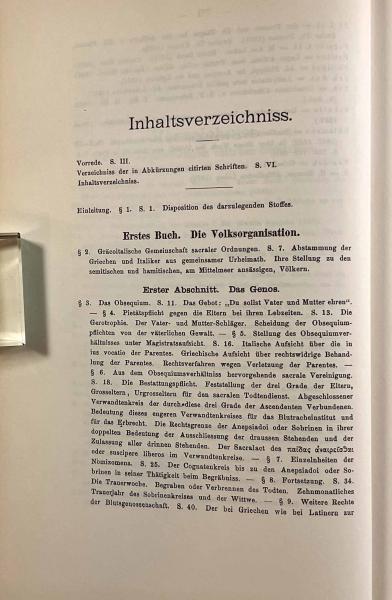 Inhaltsverzeichniss.
Vorrede. S. III.
Verzeichniss der in Abkürzungen citirten Schriften. S. VI.
Inhaltsverzeichniss.
Einleitung. § 1. S. 1. Disposition des darzulegenden Stoffes.
Erstes Buch. Die Volksorganisation.
§ 2. Gräcoitalische Gemeinschaft sacraler Ordnungen. S. 7. Abstammung der
Griechen und Italiker aus gemeinsamer Urheimath. Ihre Stellung zu den
semitischen und hamitischen, am Mittelmeer ansässigen, Völkern.
Erster Abschnitt. Das Genos.
§ 3. Das Obsequium. S. 11. Das Gebot: „Du sollst Vater und Mutter ehren".
— § 4. Pietätspflicht gegen die Eltern bei ihren Lebzeiten. S. 13. Die
Gerotrophie. Der Vater- und Mutter-Schläger. Scheidung der Obsequium-
pflichten von der väterlichen Gewalt. — § 5. Stellung des Obsequiumver-
hältnisses unter Magistratsaufsicht. S. 16. Italische Aufsicht über die in
ius vocatio der Parentes. Griechische Aufsicht über rechtswidrige Behand-
lung der Parentes. Rechtsverfahren wegen Verletzung der Parentes. —
§ 6. Aus dem Obsequiumverhältniss hervorgehende sacrale Vereinigung.
S. 18. Die Bestattungspflicht. Feststellung der drei Grade der Eltern,
Grosseltern, Urgrosseltern für den sacralen Todtendienst. Abgeschlossener
Verwandtenkreis der durch diese drei Grade der Ascendenten Verbundenen.
Bedeutung dieses engeren Verwandtenkreises für das Blutracheinstitut und
für das Erbrecht. Die Rechtsgrenze der Anepsiadoi oder Sobrinen in ihrer
doppelten Bedeutung der Ausschliessung der draussen Stehenden und der
Zulassung aller drinnen Stehenden. Der Sacralact des παῖδας ἀναιρεῖσθαι
oder suscipere liberos im Verwandtenkreise. — § 7. Einzelnheiten der
Nomizomena. S. 25. Der Cognatenkreis bis zu den Anepsiadoi oder So-
brinen in seiner Thätigkeit beim Begräbniss. — § 8. Fortsetzung. S. 34.
Die Trauerwoche. Begraben oder Verbrennen des Todten. Zehnmonatliches
Trauerjahr des Sobrinenkreises und der Wittwe. — § 9. Weitere Rechte
der Blutsgenossenschaft. S. 40. Der bei Griechen wie bei Latinern zur